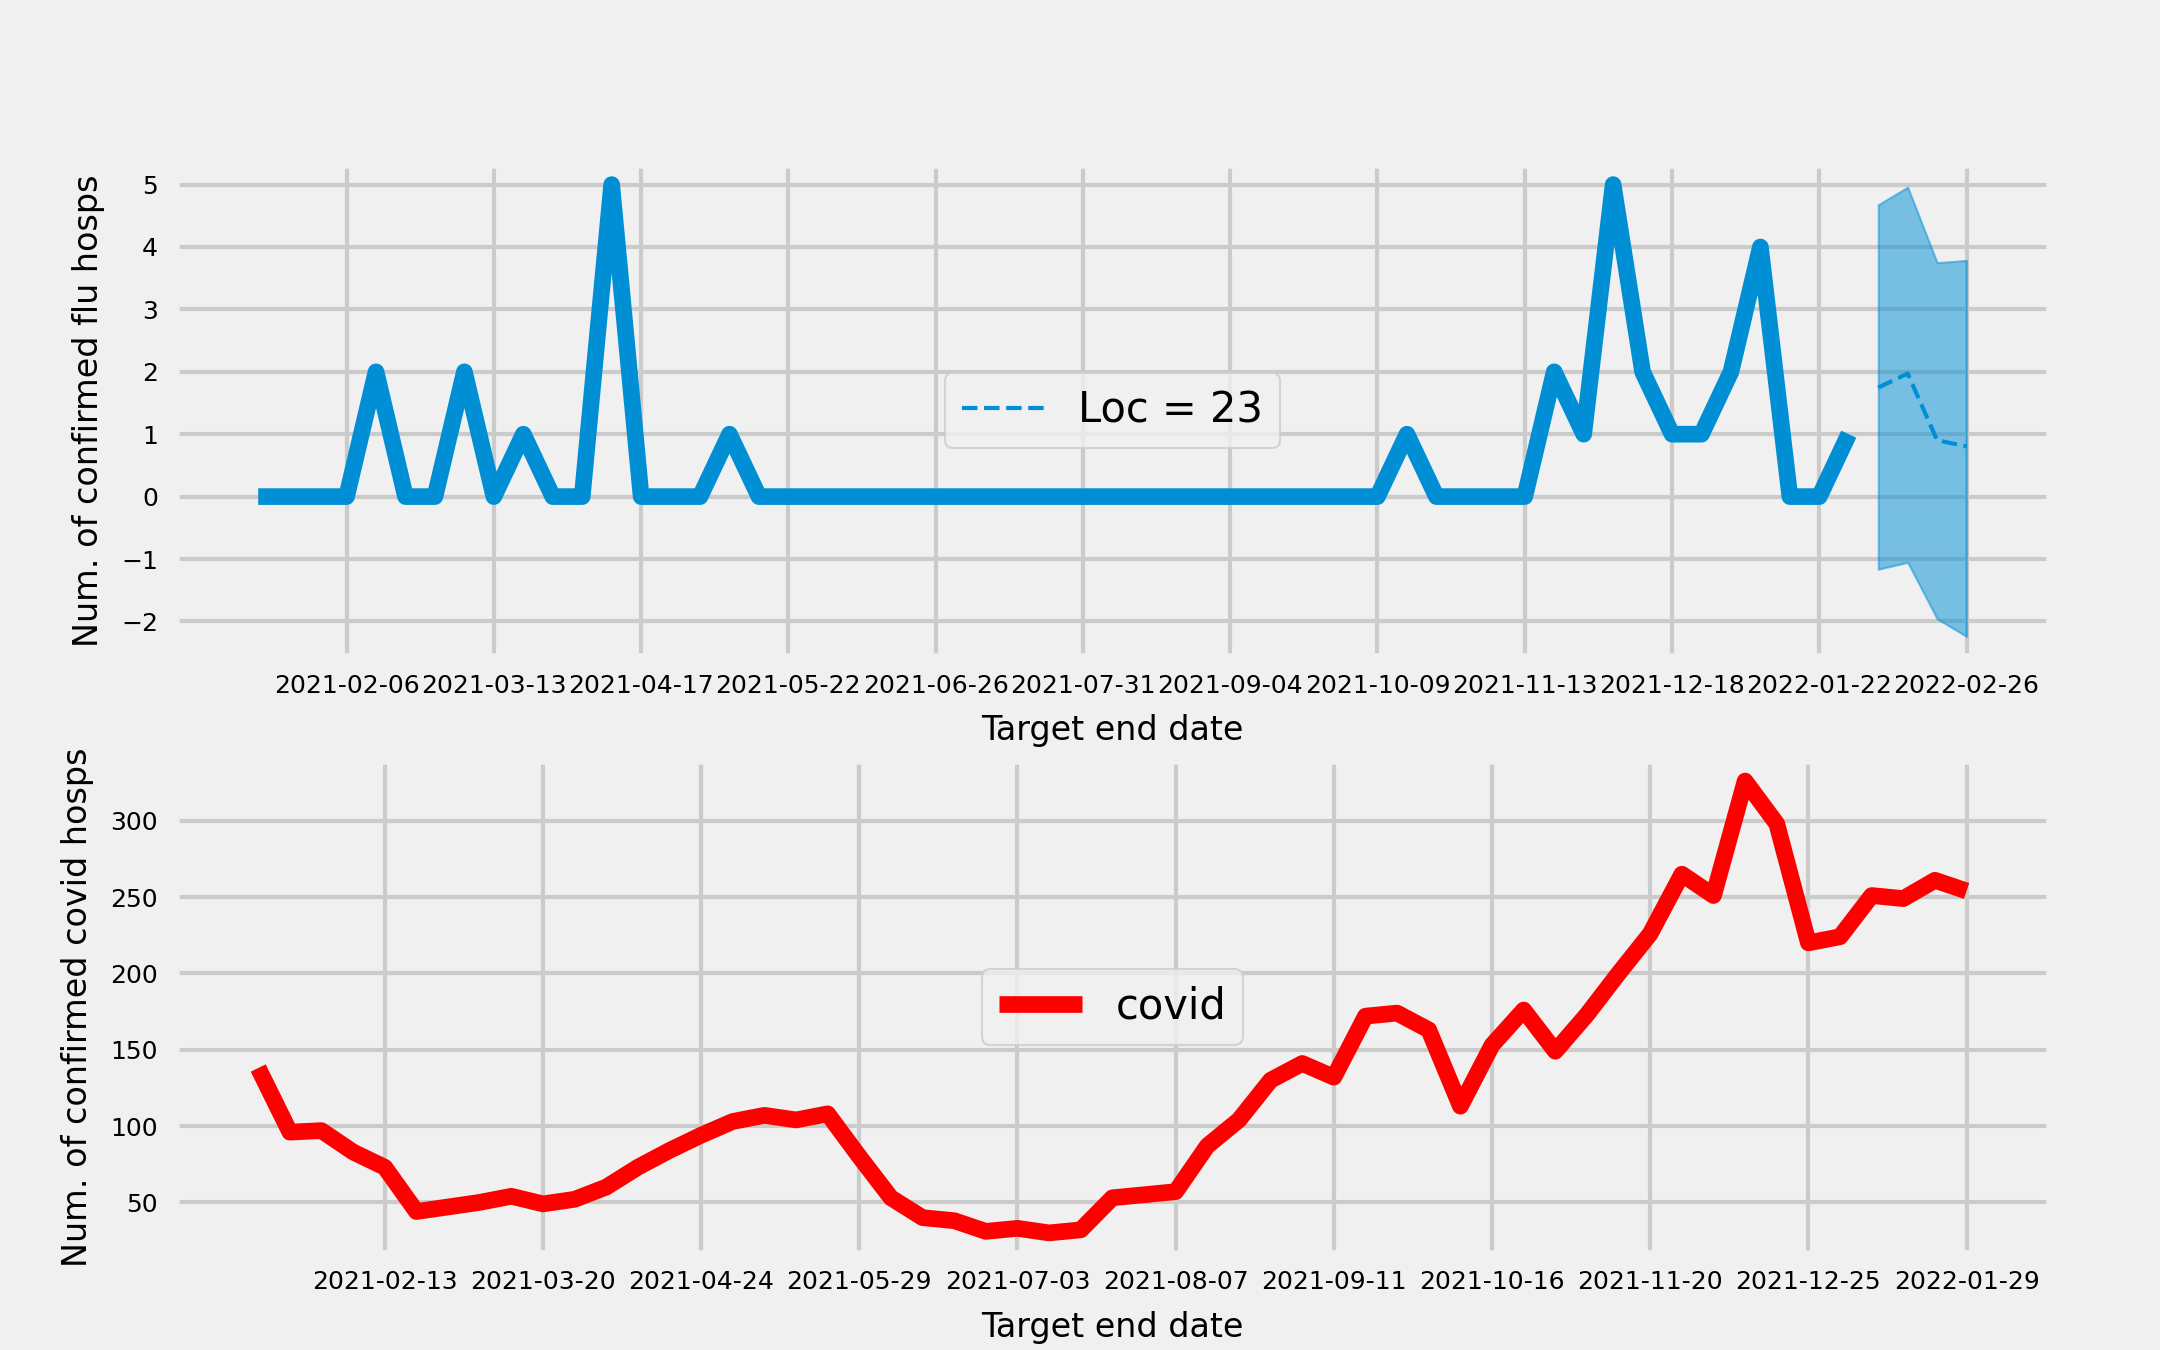 Num. of confirmed flu hosps
5
4
3
2
1
0
−1
−2
Loc = 23
2021-02-06 2021-03-13 2021-04-17 2021-05-22 2021-06-26 2021-07-31 2021-09-04 2021-10-09 2021-11-13 2021-12-18 2022-01-22 2022-02-26
Target end date
Num. of confirmed covid hosps
300
250
200
150
100
50
covid
2021-02-13 2021-03-20 2021-04-24 2021-05-29 2021-07-03 2021-08-07 2021-09-11 2021-10-16 2021-11-20 2021-12-25 2022-01-29
Target end date